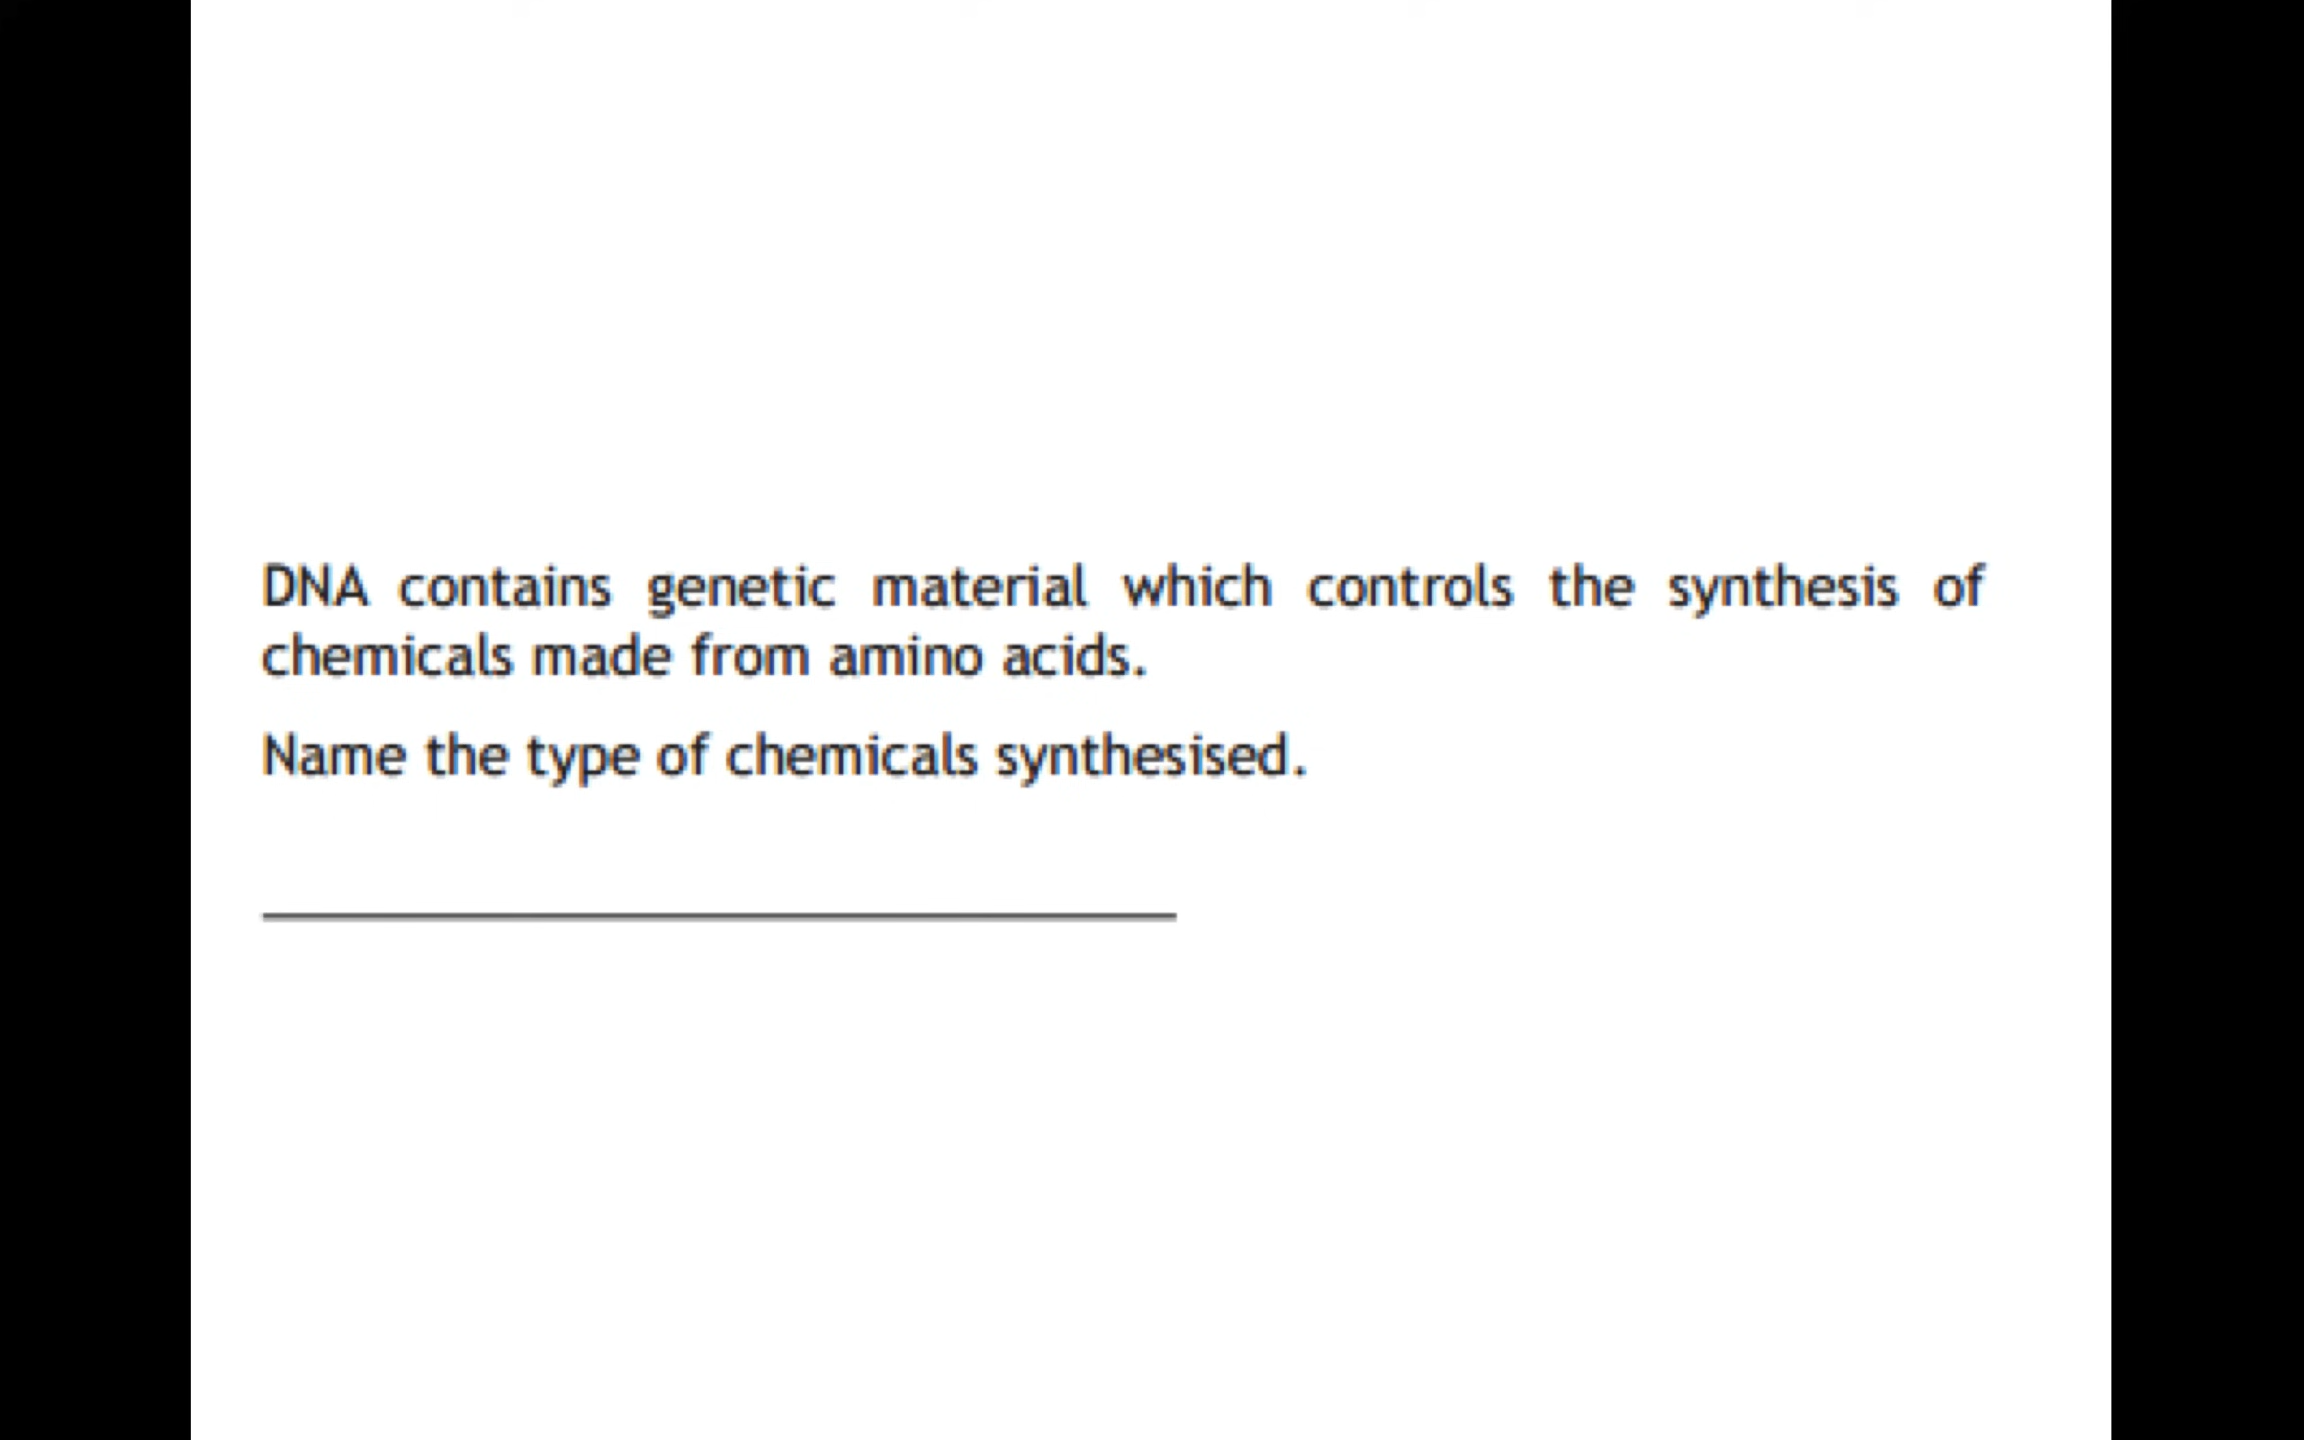 DNA contains genetic material which controls the synthesis of
chemicals made from amino acids.
Name the type of chemicals synthesised.